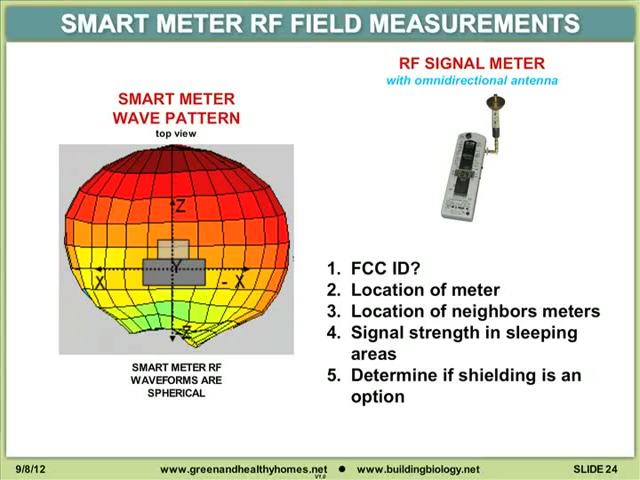 SMART METER RF FIELD MEASUREMENTS
RF SIGNAL METER
with omnidirectional antenna
SMART METER
WAVE PATTERN
top view
Z
Y
X
- X
-Z
SMART METER RF
WAVEFORMS ARE
SPHERICAL
1. FCC ID?
2. Location of meter
3. Location of neighbors meters
4. Signal strength in sleeping
areas
5. Determine if shielding is an
option
9/8/12
www.greenandhealthyhomes.net ● www.buildingbiology.net
V1.0
SLIDE 24